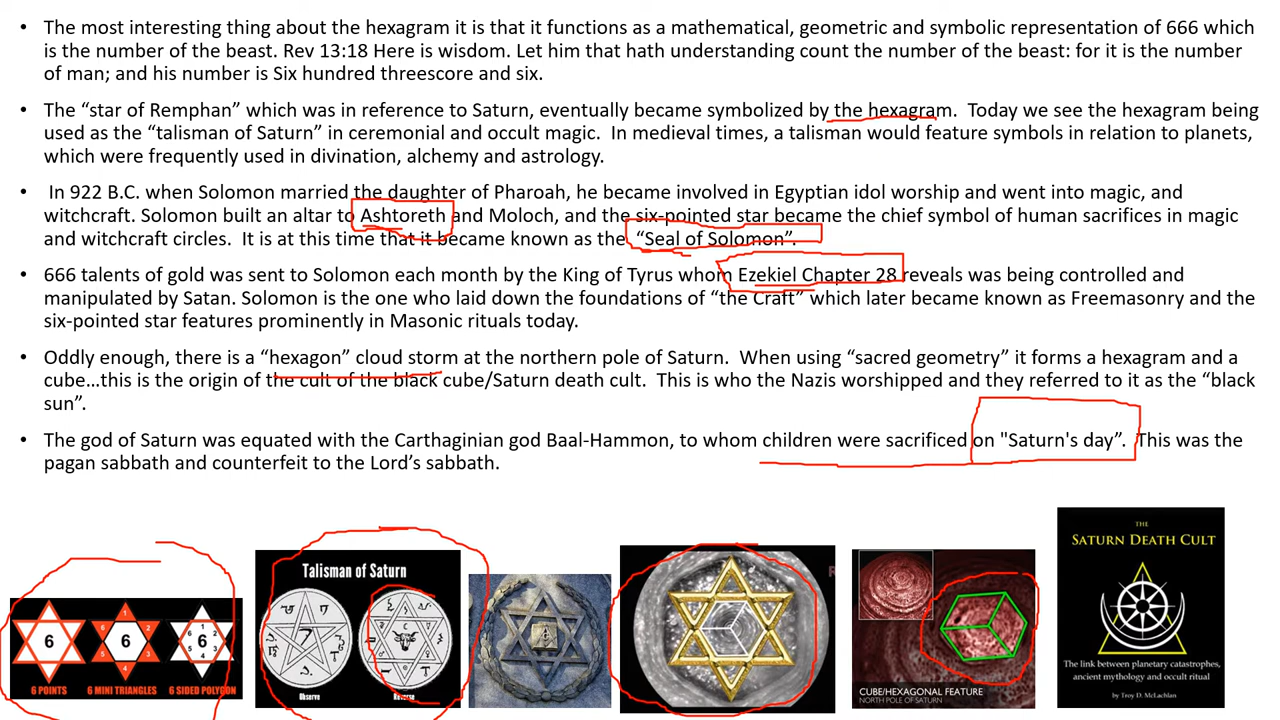 • The most interesting thing about the hexagram it is that it functions as a mathematical, geometric and symbolic representation of 666 which
is the number of the beast. Rev 13:18 Here is wisdom. Let him that hath understanding count the number of the beast: for it is the number
of man; and his number is Six hundred threescore and six.
• The “star of Remphan” which was in reference to Saturn, eventually became symbolized by the hexagram. Today we see the hexagram being
used as the “talisman of Saturn” in ceremonial and occult magic. In medieval times, a talisman would feature symbols in relation to planets,
which were frequently used in divination, alchemy and astrology.
• In 922 B.C. when Solomon married the daughter of Pharoah, he became involved in Egyptian idol worship and went into magic, and
witchcraft. Solomon built an altar to Ashtoreth and Moloch, and the six-pointed star became the chief symbol of human sacrifices in magic
and witchcraft circles. It is at this time that it became known as the “Seal of Solomon”.
• 666 talents of gold was sent to Solomon each month by the King of Tyrus whom Ezekiel Chapter 28 reveals was being controlled and
manipulated by Satan. Solomon is the one who laid down the foundations of “the Craft” which later became known as Freemasonry and the
six-pointed star features prominently in Masonic rituals today.
• Oddly enough, there is a “hexagon” cloud storm at the northern pole of Saturn. When using “sacred geometry” it forms a hexagram and a
cube…this is the origin of the cult of the black cube/Saturn death cult. This is who the Nazis worshipped and they referred to it as the “black
sun”.
• The god of Saturn was equated with the Carthaginian god Baal-Hammon, to whom children were sacrificed on "Saturn's day”. This was the
pagan sabbath and counterfeit to the Lord’s sabbath.
6
6 POINTS
1
6 2
6
5 3
4
6 MINI TRIANGLES
1
6 2
6
5 3
4
6 SIDED POLYGON
Talisman of Saturn
Observe Reverse
G
R
CUBE/HEXAGONAL FEATURE
NORTH POLE OF SATURN
THE
SATURN DEATH CULT
The link between planetary catastrophes,
ancient mythology and occult ritual
by Troy D. McLachlan